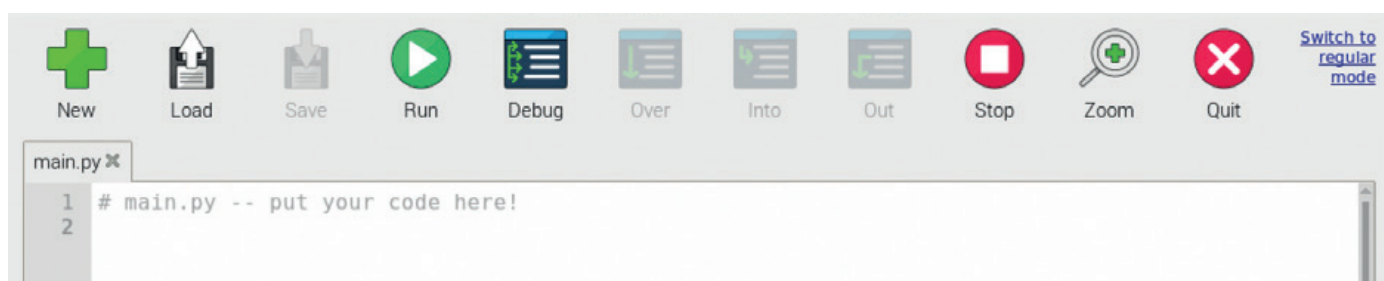 New Load Save Run Debug Over Into Out Stop Zoom Quit
Switch to
regular
mode
main.py
1 # main.py -- put your code here!
2